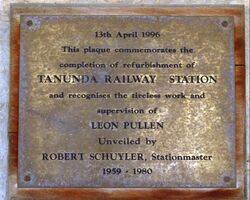 13th April 1996
This plaque commemorates the
completion of refurbishment of
TANUNDA RAILWAY STATION
and recognises the tireless work and
supervision of
LEON PULLEN
Unveiled by
ROBERT SCHUYLER, Stationmaster
1959 - 1980